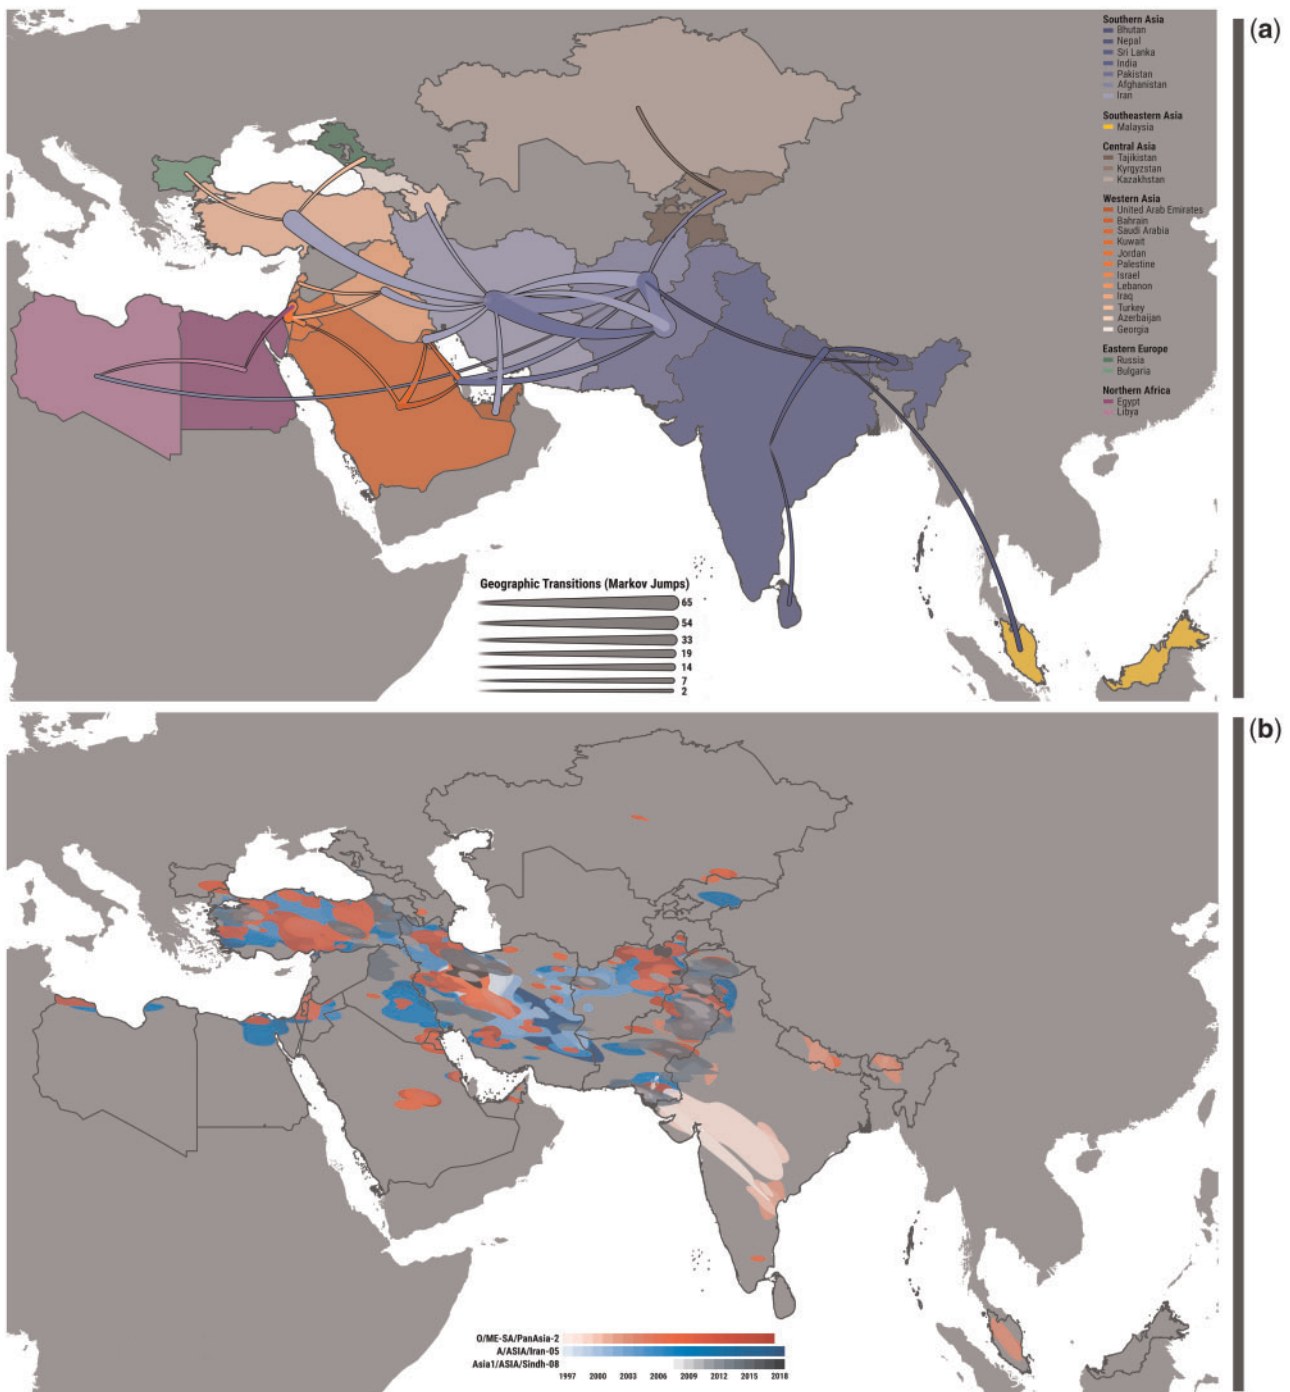 (a)
Southern Asia
Bhutan
Nepal
Sri Lanka
India
Pakistan
Afghanistan
Iran
Southeastern Asia
Malaysia
Central Asia
Tajikistan
Kyrgyzstan
Kazakhstan
Western Asia
United Arab Emirates
Bahrain
Saudi Arabia
Kuwait
Jordan
Palestine
Israel
Lebanon
Iraq
Turkey
Azerbaijan
Georgia
Eastern Europe
Russia
Bulgaria
Northern Africa
Egypt
Libya
Geographic Transitions (Markov Jumps)
65
54
33
19
14
7
2
(b)
O/ME-SA/PanAsia-2
A/ASIA/Iran-05
Asia1/ASIA/Sindh-08
1997 2000 2003 2006 2009 2012 2015 2018